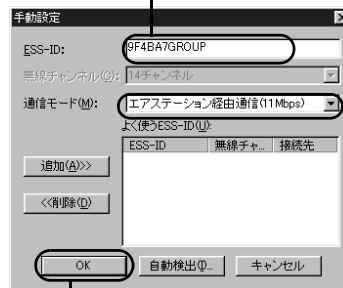 手動設定
ESS-ID: 9F4BA7GROUP
無線チャンネル(C): 14チャンネル
通信モード(M): エアステーション経由通信(11Mbps)
よく使うESS-ID(U):
ESS-ID 無線チャ... 接続先
追加(A)>>
<<削除(D)
OK 自動検出(I)... キャンセル